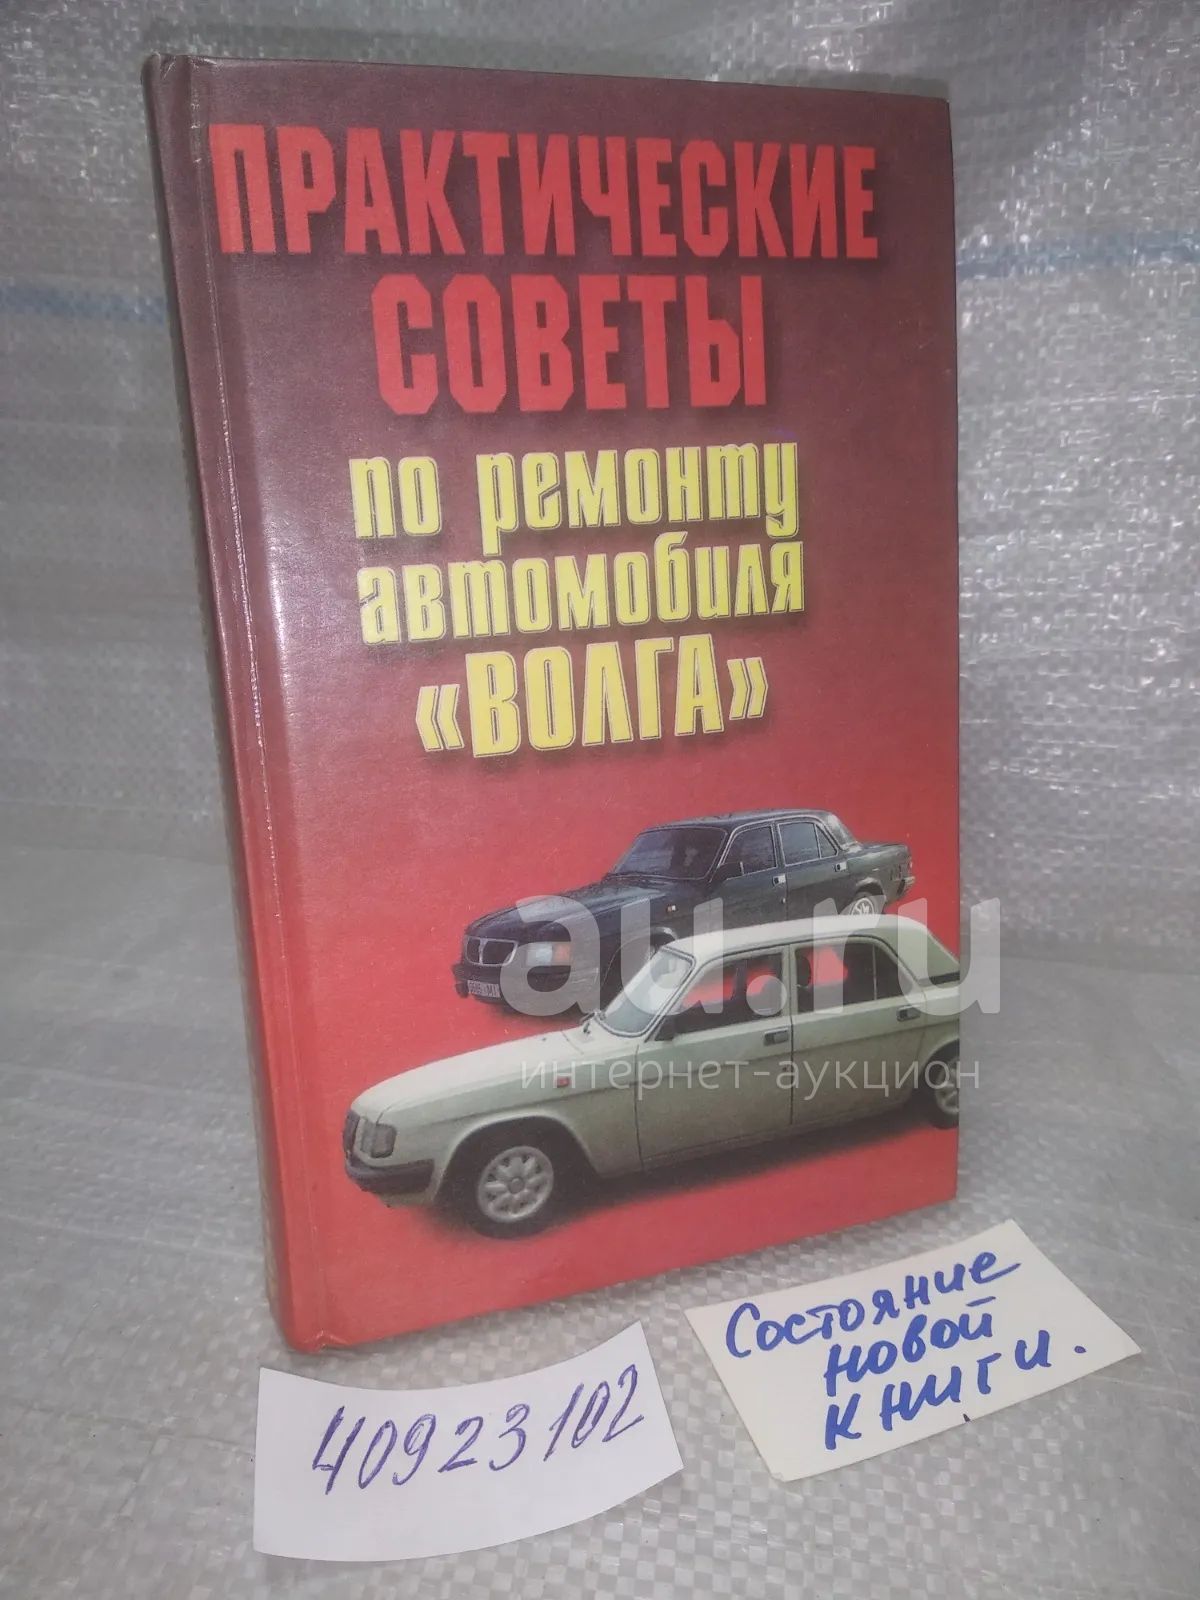 ПРАКТИЧЕСКИЕ
СОВЕТЫ
по ремонту
автомобиля
«ВОЛГА»
au.ru
интернет-аукцион
Состояние
новой
книги.
40923102